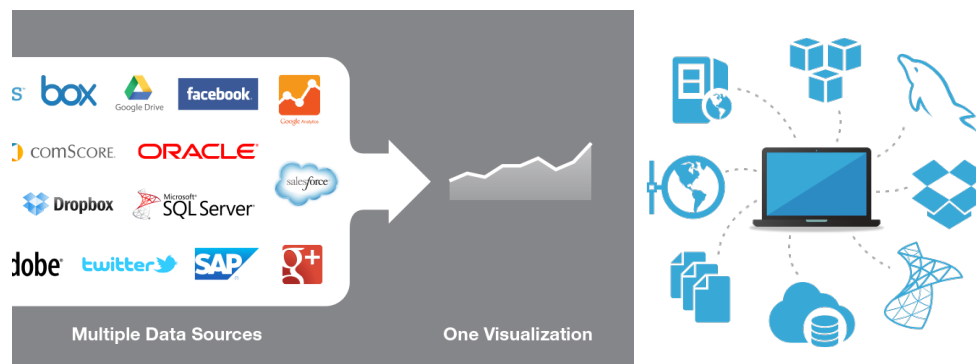 s
box
Google Drive
facebook.
Google Analytics
comSCORE.
ORACLE®
salesforce
Dropbox
Microsoft®
SQL Server®
dobe®
twitter
SAP
g+
Multiple Data Sources
One Visualization